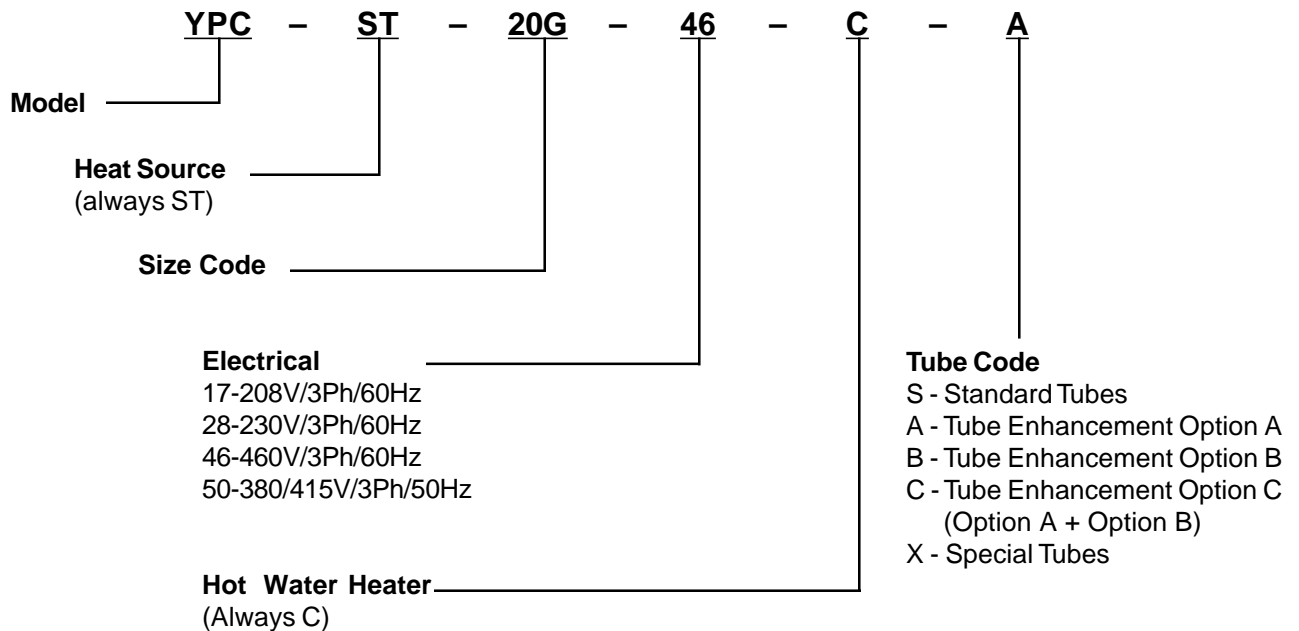 YPC – ST – 20G – 46 – C – A
Model
Heat Source
(always ST)
Size Code
Electrical
17-208V/3Ph/60Hz
28-230V/3Ph/60Hz
46-460V/3Ph/60Hz
50-380/415V/3Ph/50Hz
Hot Water Heater
(Always C)
Tube Code
S - Standard Tubes
A - Tube Enhancement Option A
B - Tube Enhancement Option B
C - Tube Enhancement Option C
(Option A + Option B)
X - Special Tubes